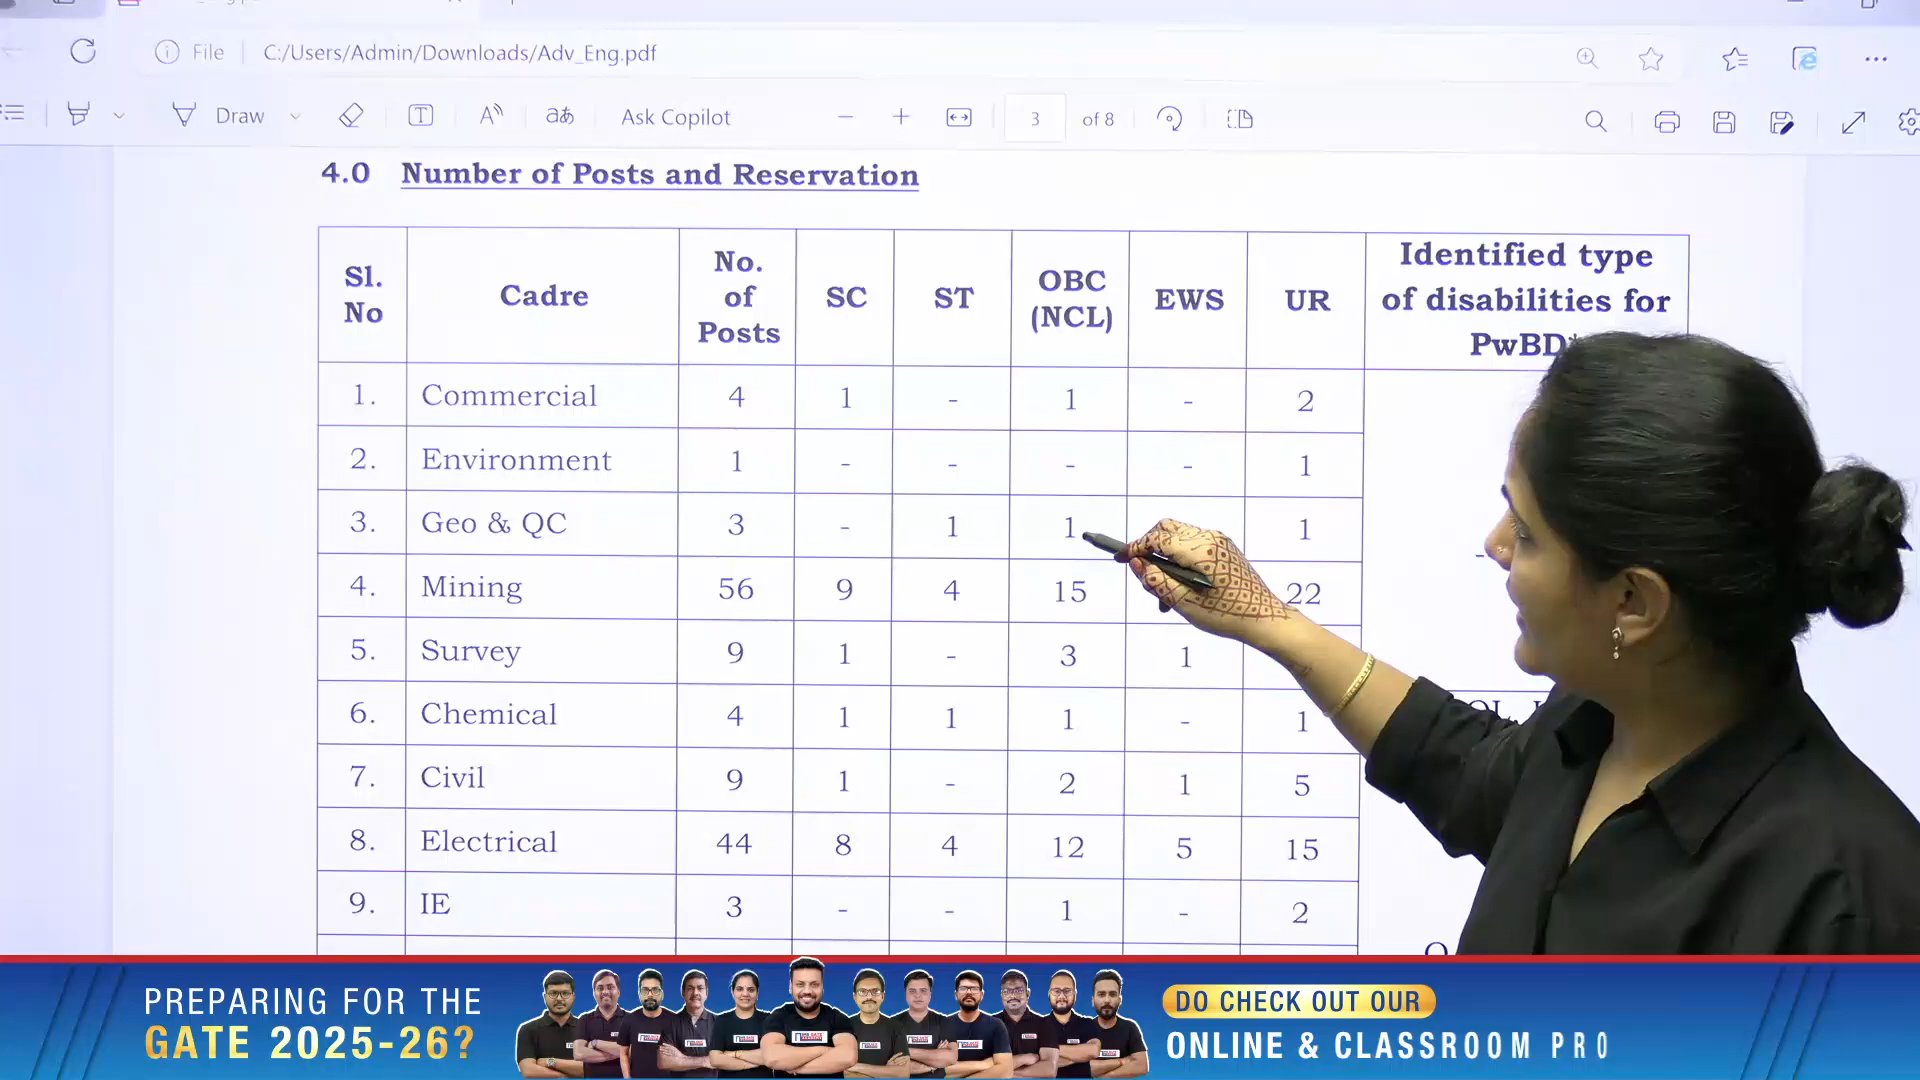 File C:/Users/Admin/Downloads/Adv_Eng.pdf
Draw Ask Copilot 3 of 8
4.0 Number of Posts and Reservation
Sl. No Cadre No. of Posts SC ST OBC (NCL) EWS UR Identified type of disabilities for PwBD
1. Commercial 4 1 - 1 - 2
2. Environment 1 - - - - 1
3. Geo & QC 3 - 1 1 1
4. Mining 56 9 4 15 22
5. Survey 9 1 - 3 1
6. Chemical 4 1 1 1 - 1
7. Civil 9 1 - 2 1 5
8. Electrical 44 8 4 12 5 15
9. IE 3 - - 1 - 2
PREPARING FOR THE
GATE 2025-26?
DO CHECK OUT OUR
ONLINE & CLASSROOM PRO